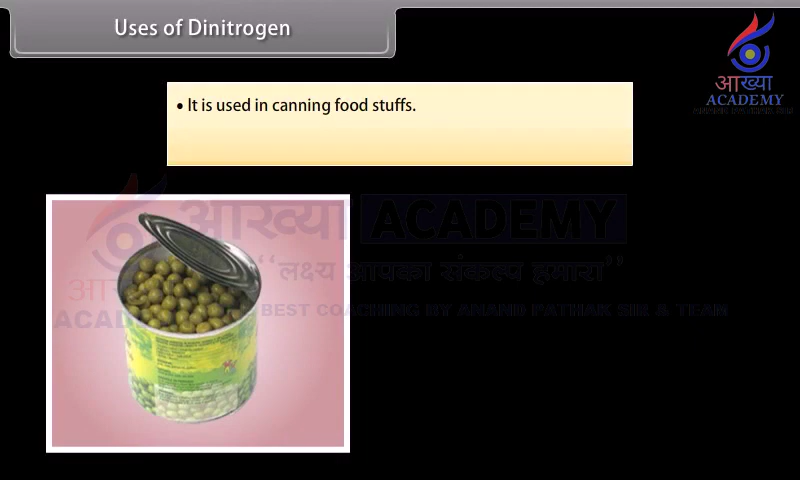 Uses of Dinitrogen
आख्या
ACADEMY
• It is used in canning food stuffs.
आख्या ACADEMY
‘‘लक्ष्य आपका संकल्प हमारा’’
BEST COACHING BY ANAND PATHAK SIR & TEAM